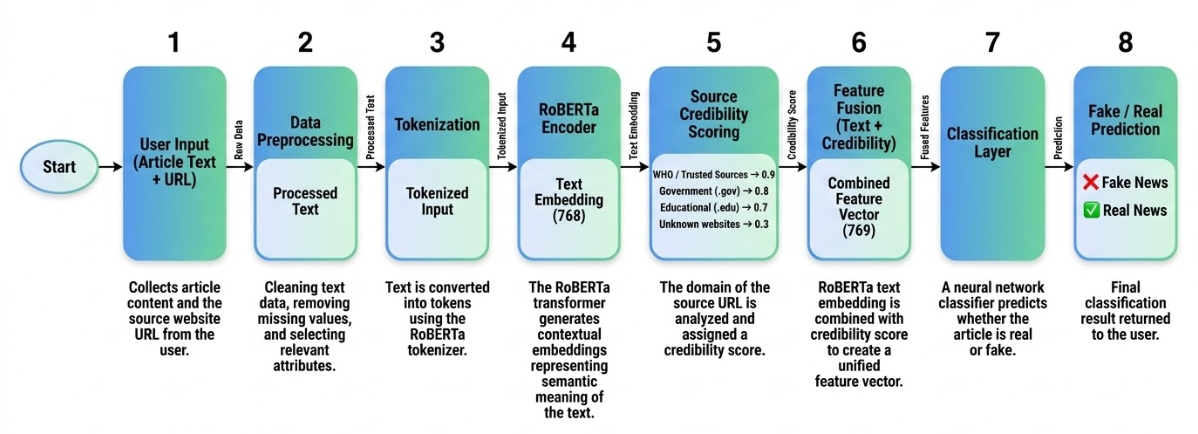 1
2
3
4
5
6
7
8
Start
User Input
(Article Text
+ URL)
Raw Data
Data
Preprocessing
Processed
Text
Processed Text
Tokenization
Tokenized
Input
Tokenized Input
RoBERTa
Encoder
Text
Embedding
(768)
Text Embedding
Source
Credibility
Scoring
WHO / Trusted Sources → 0.9
Government (.gov) → 0.8
Educational (.edu) → 0.7
Unknown websites → 0.3
Credibility Score
Feature
Fusion
(Text +
Credibility)
Combined
Feature
Vector
(769)
Fused Features
Classification
Layer
Prediction
Fake / Real
Prediction
❌ Fake News
✅ Real News
Collects article
content and the
source website
URL from the
user.
Cleaning text
data, removing
missing values,
and selecting
relevant
attributes.
Text is converted
into tokens
using the
RoBERTa
tokenizer.
The RoBERTa
transformer
generates
contextual
embeddings
representing
semantic
meaning of
the text.
The domain of the
source URL is
analyzed and
assigned a
credibility score.
RoBERTa text
embedding is
combined with
credibility score
to create a
unified
feature vector.
A neural network
classifier predicts
whether the
article is real
or fake.
Final
classification
result returned
to the user.